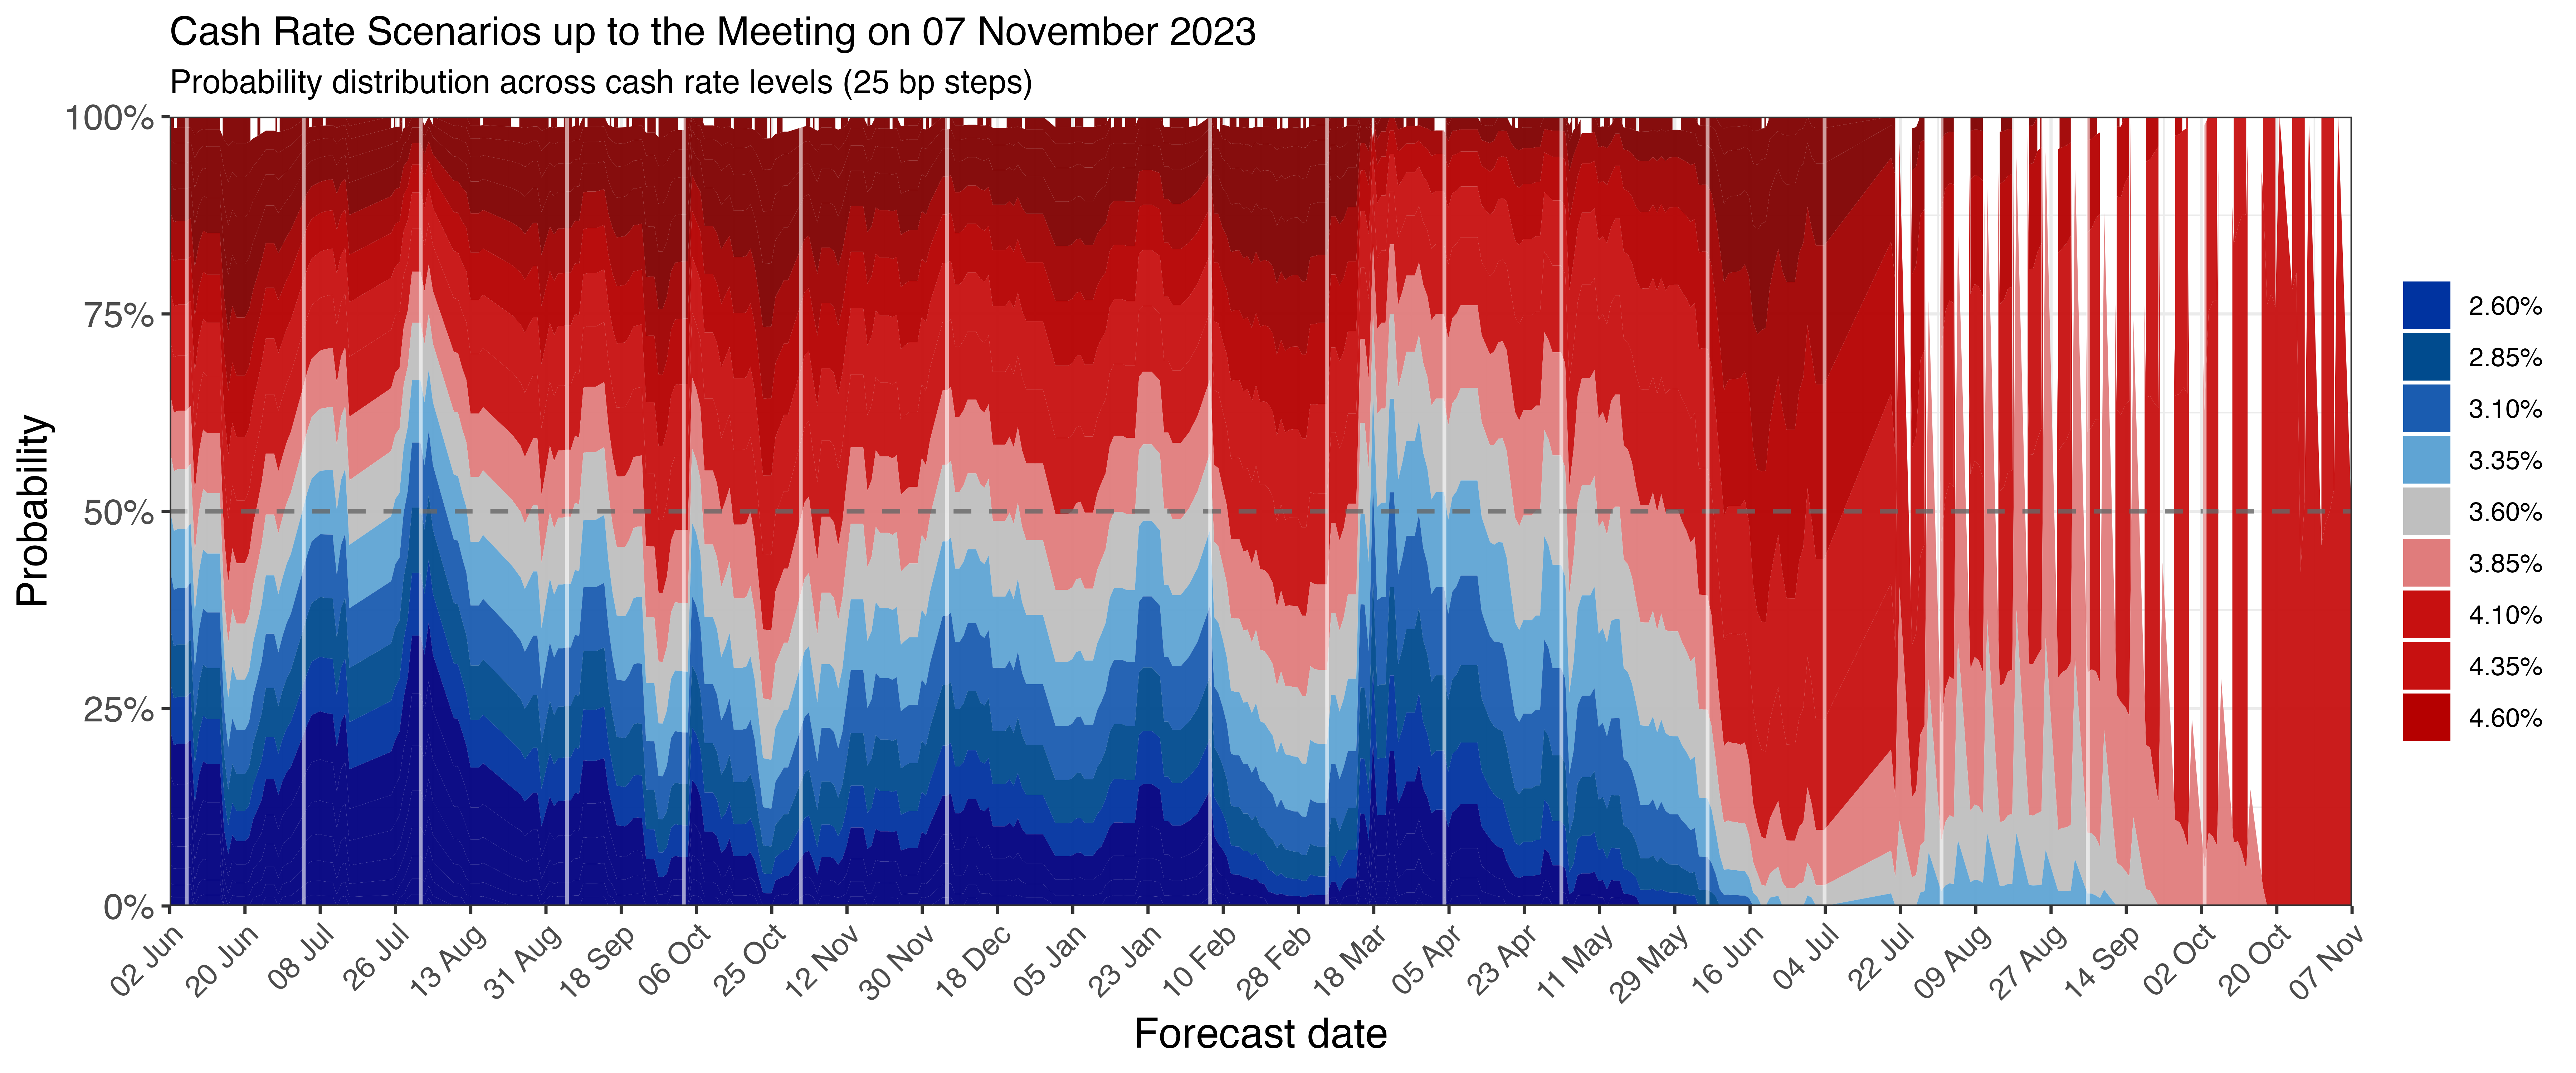 Cash Rate Scenarios up to the Meeting on 07 November 2023
Probability distribution across cash rate levels (25 bp steps)
100%
75%
50%
25%
0%
Probability
02 Jun
20 Jun
08 Jul
26 Jul
13 Aug
31 Aug
18 Sep
06 Oct
25 Oct
12 Nov
30 Nov
18 Dec
05 Jan
23 Jan
10 Feb
28 Feb
18 Mar
05 Apr
23 Apr
11 May
29 May
16 Jun
04 Jul
22 Jul
09 Aug
27 Aug
14 Sep
02 Oct
20 Oct
07 Nov
Forecast date
2.60%
2.85%
3.10%
3.35%
3.60%
3.85%
4.10%
4.35%
4.60%